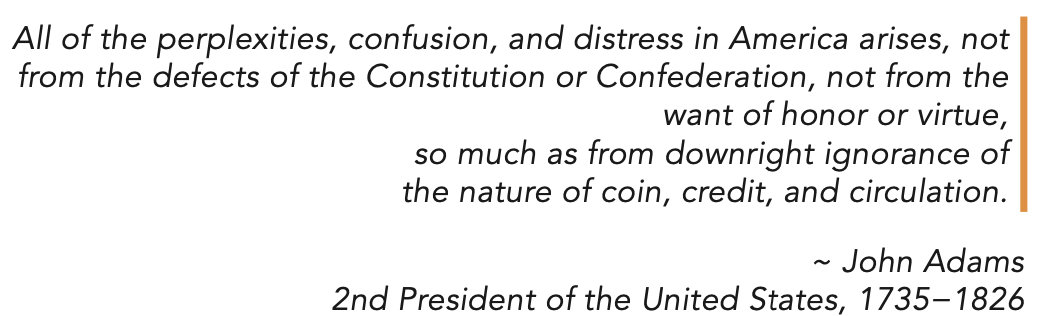 All of the perplexities, confusion, and distress in America arises, not
from the defects of the Constitution or Confederation, not from the
want of honor or virtue,
so much as from downright ignorance of
the nature of coin, credit, and circulation.
~ John Adams
2nd President of the United States, 1735–1826